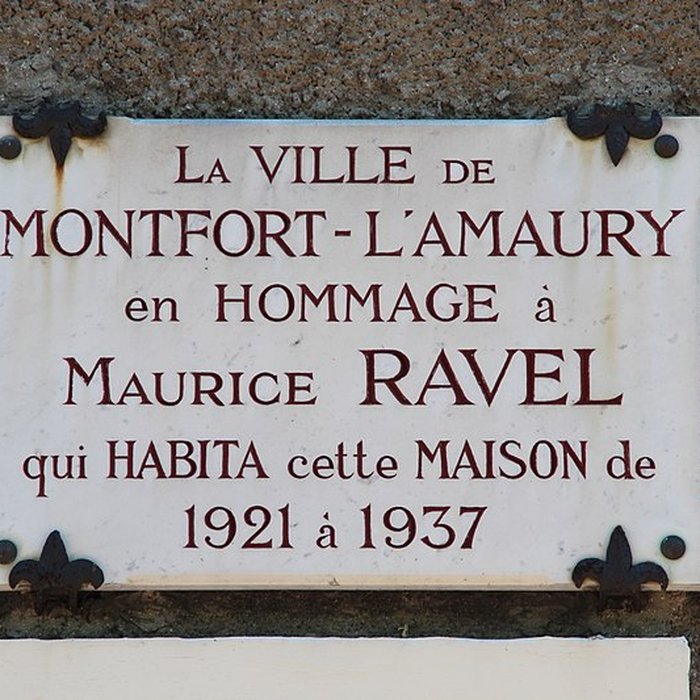 LA VILLE DE
MONTFORT-L'AMAURY
en HOMMAGE à
MAURICE RAVEL
qui HABITA cette MAISON de
1921 à 1937